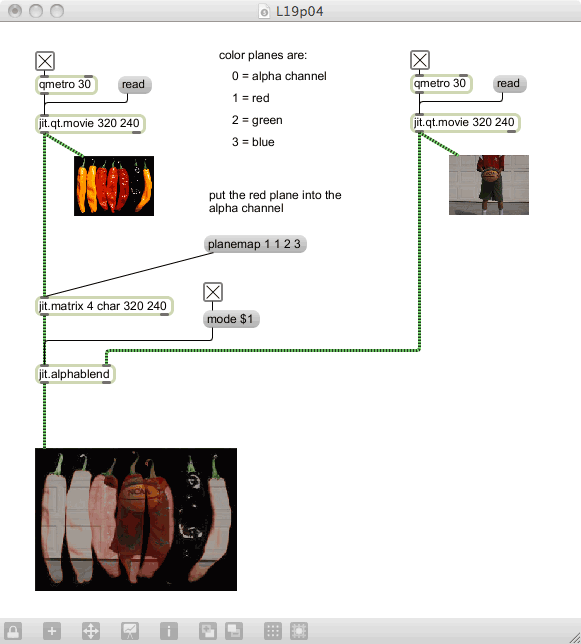 L19p04
color planes are:
qmetro 30
read
0 = alpha channel
qmetro 30
read
1 = red
jit.qt.movie 320 240
2 = green
jit.qt.movie 320 240
3 = blue
put the red plane into the
alpha channel
planemap 1 1 2 3
jit.matrix 4 char 320 240
mode $1
jit.alphablend